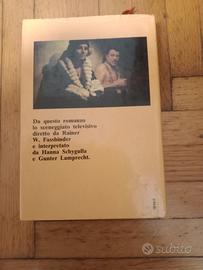 Da questo romanzo
lo sceneggiato televisivo
diretto da Rainer
W. Fassbinder
e interpretato
da Hanna Schygulla
e Gunter Lamprecht.
subito